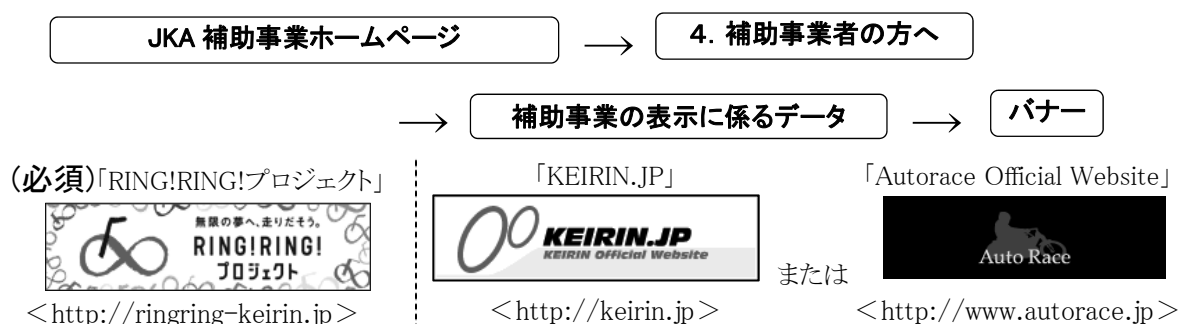 JKA 補助事業ホームページ → 4．補助事業者の方へ
→ 補助事業の表示に係るデータ → バナー
(必須)「RING!RING!プロジェクト」
「KEIRIN.JP」
「Autorace Official Website」
無限の夢へ、走りだそう。
RING!RING!
プロジェクト
KEIRIN.JP
KEIRIN Official Website
または
Auto Race
＜http://ringring-keirin.jp＞
＜http://keirin.jp＞
＜http://www.autorace.jp＞